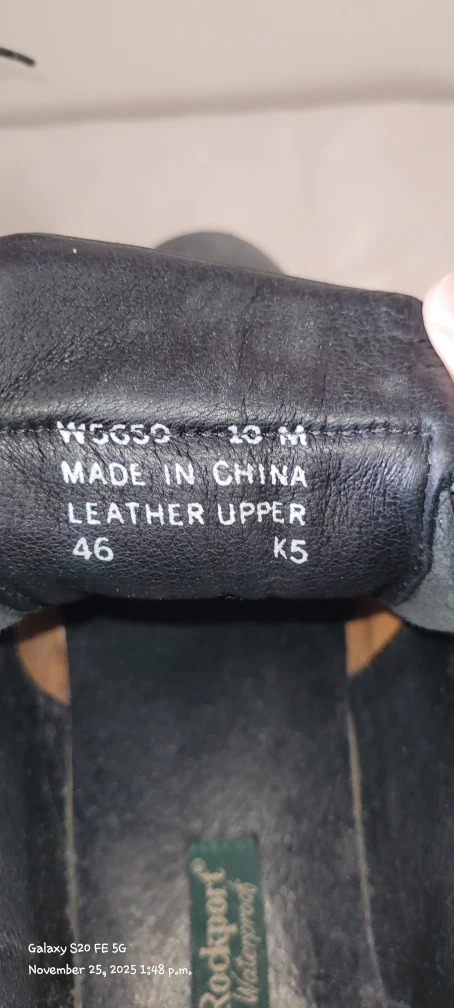 W5659 10 M
MADE IN CHINA
LEATHER UPPER
46 K5
Rockport®
Waterproof
Galaxy S20 FE 5G
November 25, 2025 1:48 p.m.